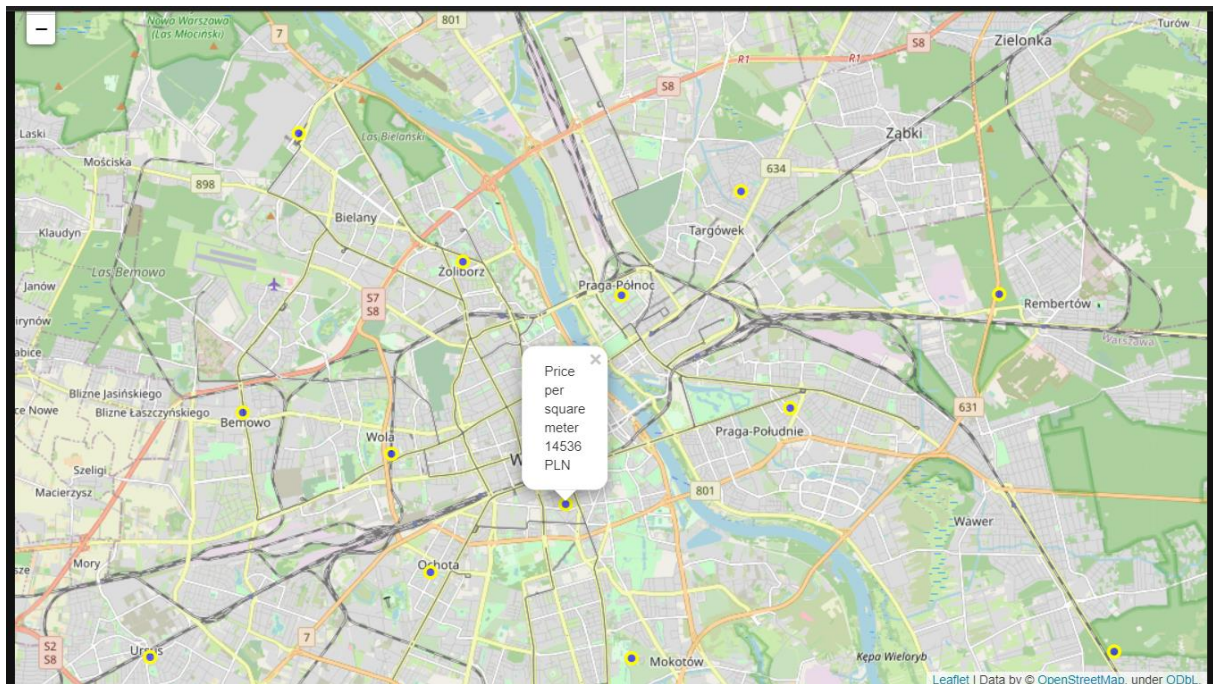 −
Nowa Warszawa
(Las Młociński)
7
801
S8
Zielonka
Turów
R1
R1
S8
Laski
Las Bielański
Ząbki
Mościska
634
898
Bielany
Targówek
Klaudyn
Las Bemowo
Żoliborz
Janów
Praga-Północ
S7
S8
Rembertów
Warszawa
×
Price
per
square
meter
14536
PLN
Blizne Jasińskiego
631
ce Nowe
Blizne Łaszczyńskiego
Bemowo
Wola
Praga-Południe
W
Szeligi
Macierzysz
801
Wawer
Mory
Ochota
7
S2
S8
Ursus
Mokotów
Kępa Wieloryb
Leaflet | Data by © OpenStreetMap, under ODbL.